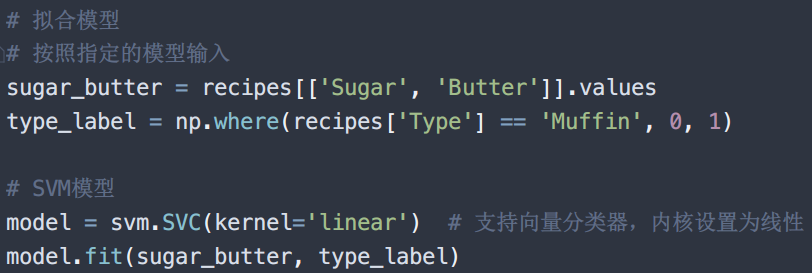 # 拟合模型
# 按照指定的模型输入
sugar_butter = recipes[['Sugar', 'Butter']].values
type_label = np.where(recipes['Type'] == 'Muffin', 0, 1)
# SVM模型
model = svm.SVC(kernel='linear')  # 支持向量分类器，内核设置为线性
model.fit(sugar_butter, type_label)